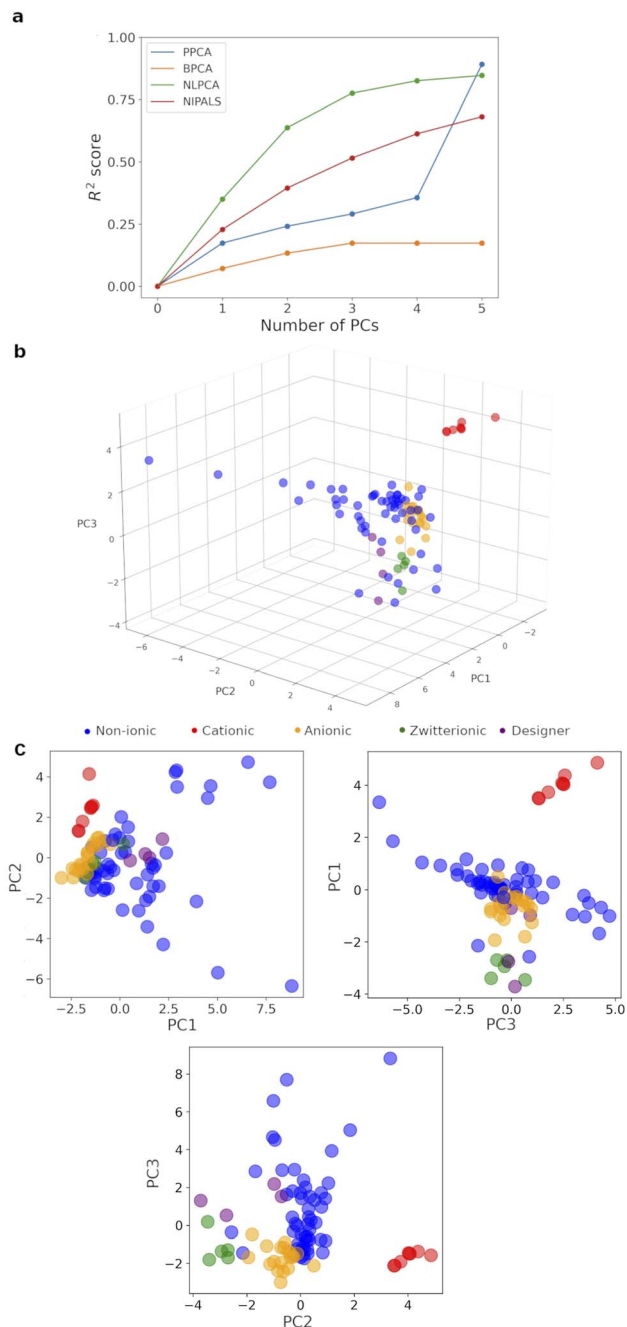 a
1.00
0.75
0.50
0.25
0.00
R² score
PPCA
BPCA
NLPCA
NIPALS
0 1 2 3 4 5
Number of PCs
b
4
2
0
−2
−4
PC3
−6 −4 −2 0 2 4
PC2
8 6 4 2 0 −2
PC1
Non-ionic Cationic Anionic Zwitterionic Designer
c
4
2
0
−2
−4
−6
PC2
−2.5 0.0 2.5 5.0 7.5
PC1
4
2
0
−2
−4
PC1
−5.0 −2.5 0.0 2.5 5.0
PC3
8
6
4
2
0
−2
PC3
−4 −2 0 2 4
PC2